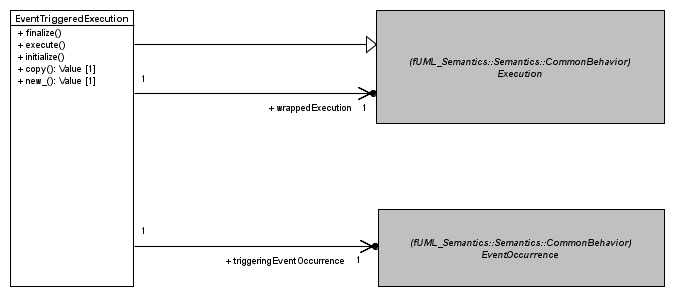 EventTriggeredExecution
+ finalize()
+ execute()
+ initialize()
+ copy(): Value [1]
+ new_(): Value [1]
(fUML_Semantics::Semantics::CommonBehavior)
Execution
1
+ wrappedExecution 1
(fUML_Semantics::Semantics::CommonBehavior)
EventOccurrence
1
+ triggeringEventOccurrence 1